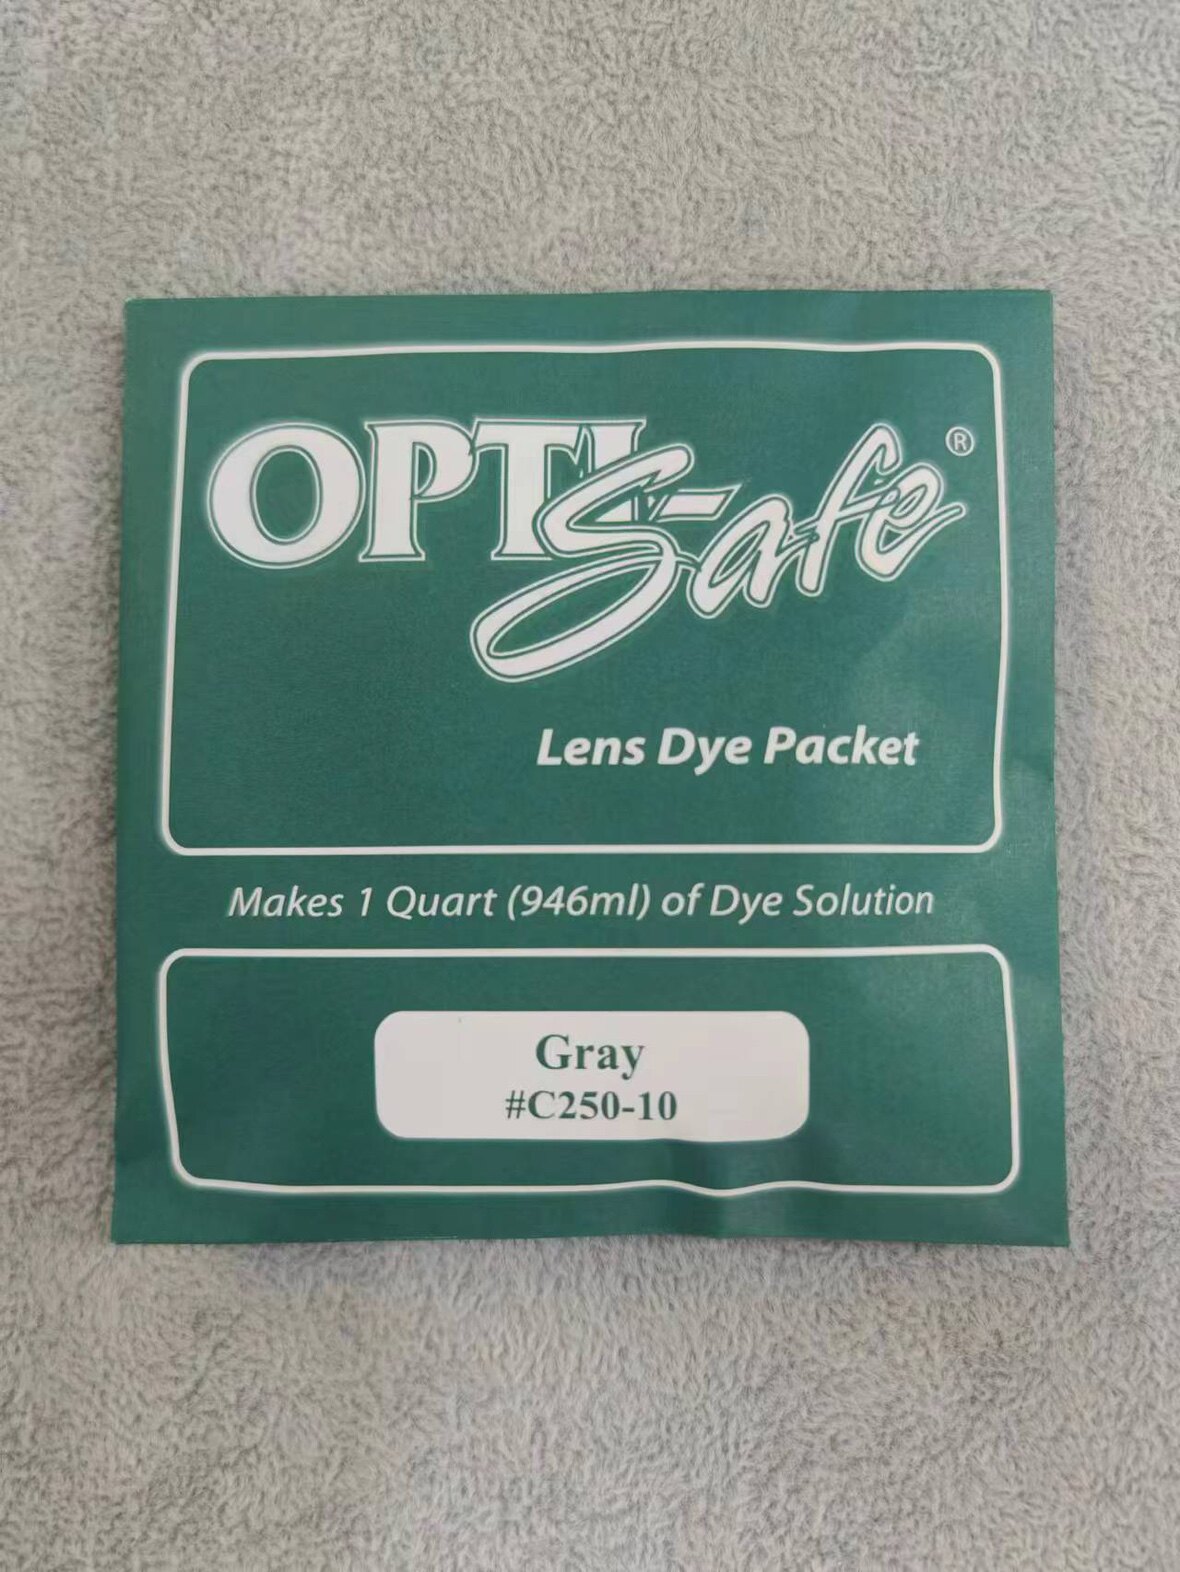 OPTI-Safe®
Lens Dye Packet
Makes 1 Quart (946ml) of Dye Solution
Gray
#C250-10